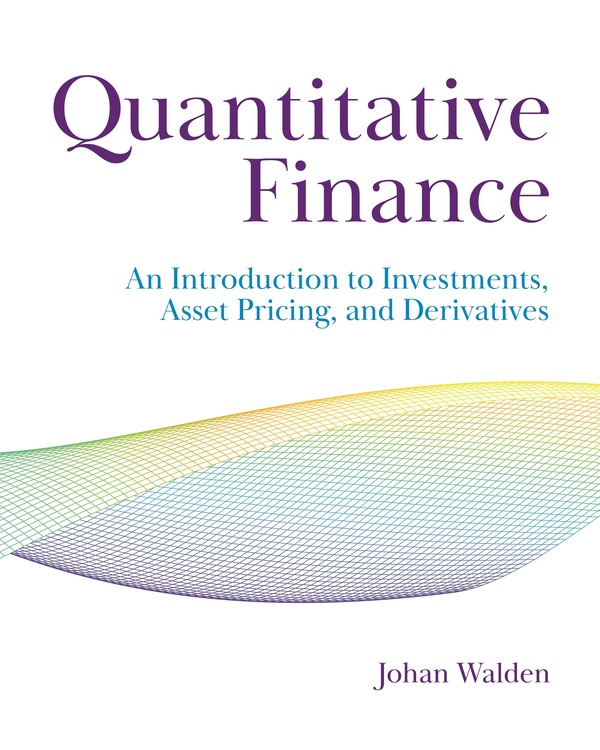 Quantitative
Finance
An Introduction to Investments,
Asset Pricing, and Derivatives
Johan Walden